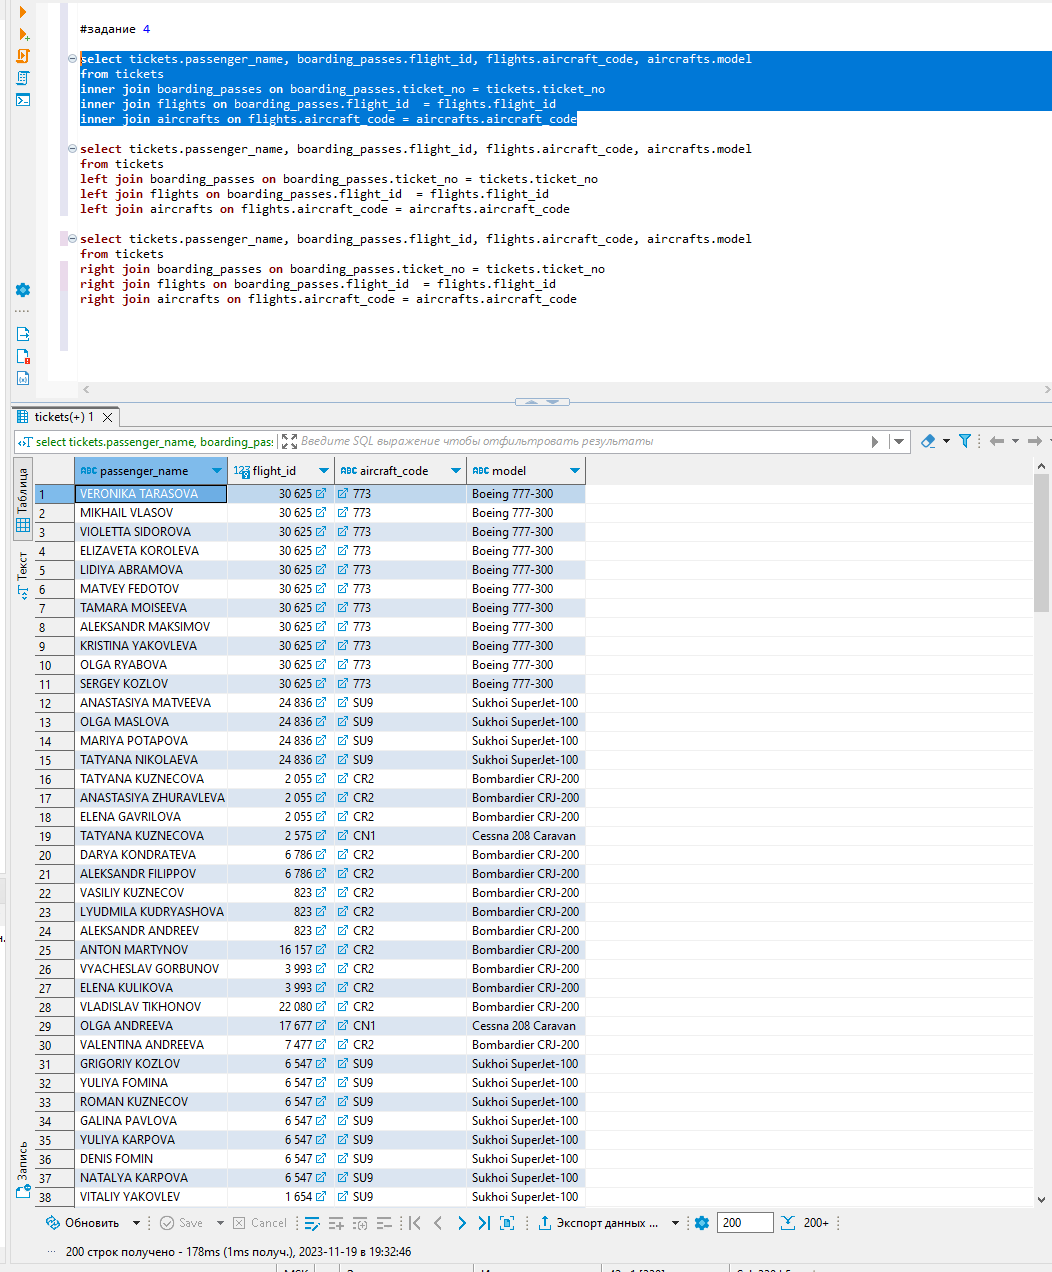 #задание 4
select tickets.passenger_name, boarding_passes.flight_id, flights.aircraft_code, aircrafts.model
from tickets
inner join boarding_passes on boarding_passes.ticket_no = tickets.ticket_no
inner join flights on boarding_passes.flight_id  = flights.flight_id
inner join aircrafts on flights.aircraft_code = aircrafts.aircraft_code
select tickets.passenger_name, boarding_passes.flight_id, flights.aircraft_code, aircrafts.model
from tickets
left join boarding_passes on boarding_passes.ticket_no = tickets.ticket_no
left join flights on boarding_passes.flight_id  = flights.flight_id
left join aircrafts on flights.aircraft_code = aircrafts.aircraft_code
select tickets.passenger_name, boarding_passes.flight_id, flights.aircraft_code, aircrafts.model
from tickets
right join boarding_passes on boarding_passes.ticket_no = tickets.ticket_no
right join flights on boarding_passes.flight_id  = flights.flight_id
right join aircrafts on flights.aircraft_code = aircrafts.aircraft_code
tickets(+) 1
select tickets.passenger_name, boarding_pas: Введите SQL выражение чтобы отфильтровать результаты
Таблица
Текст
Запись
ABC passenger_name 123 flight_id ABC aircraft_code ABC model
1 VERONIKA TARASOVA 30 625 773 Boeing 777-300
2 MIKHAIL VLASOV 30 625 773 Boeing 777-300
3 VIOLETTA SIDOROVA 30 625 773 Boeing 777-300
4 ELIZAVETA KOROLEVA 30 625 773 Boeing 777-300
5 LIDIYA ABRAMOVA 30 625 773 Boeing 777-300
6 MATVEY FEDOTOV 30 625 773 Boeing 777-300
7 TAMARA MOISEEVA 30 625 773 Boeing 777-300
8 ALEKSANDR MAKSIMOV 30 625 773 Boeing 777-300
9 KRISTINA YAKOVLEVA 30 625 773 Boeing 777-300
10 OLGA RYABOVA 30 625 773 Boeing 777-300
11 SERGEY KOZLOV 30 625 773 Boeing 777-300
12 ANASTASIYA MATVEEVA 24 836 SU9 Sukhoi SuperJet-100
13 OLGA MASLOVA 24 836 SU9 Sukhoi SuperJet-100
14 MARIYA POTAPOVA 24 836 SU9 Sukhoi SuperJet-100
15 TATYANA NIKOLAEVA 24 836 SU9 Sukhoi SuperJet-100
16 TATYANA KUZNECOVA 2 055 CR2 Bombardier CRJ-200
17 ANASTASIYA ZHURAVLEVA 2 055 CR2 Bombardier CRJ-200
18 ELENA GAVRILOVA 2 055 CR2 Bombardier CRJ-200
19 TATYANA KUZNECOVA 2 575 CN1 Cessna 208 Caravan
20 DARYA KONDRATEVA 6 786 CR2 Bombardier CRJ-200
21 ALEKSANDR FILIPPOV 6 786 CR2 Bombardier CRJ-200
22 VASILIY KUZNECOV 823 CR2 Bombardier CRJ-200
23 LYUDMILA KUDRYASHOVA 823 CR2 Bombardier CRJ-200
24 ALEKSANDR ANDREEV 823 CR2 Bombardier CRJ-200
25 ANTON MARTYNOV 16 157 CR2 Bombardier CRJ-200
26 VYACHESLAV GORBUNOV 3 993 CR2 Bombardier CRJ-200
27 ELENA KULIKOVA 3 993 CR2 Bombardier CRJ-200
28 VLADISLAV TIKHONOV 22 080 CR2 Bombardier CRJ-200
29 OLGA ANDREEVA 17 677 CN1 Cessna 208 Caravan
30 VALENTINA ANDREEVA 7 477 CR2 Bombardier CRJ-200
31 GRIGORIY KOZLOV 6 547 SU9 Sukhoi SuperJet-100
32 YULIYA FOMINA 6 547 SU9 Sukhoi SuperJet-100
33 ROMAN KUZNECOV 6 547 SU9 Sukhoi SuperJet-100
34 GALINA PAVLOVA 6 547 SU9 Sukhoi SuperJet-100
35 YULIYA KARPOVA 6 547 SU9 Sukhoi SuperJet-100
36 DENIS FOMIN 6 547 SU9 Sukhoi SuperJet-100
37 NATALYA KARPOVA 6 547 SU9 Sukhoi SuperJet-100
38 VITALIY YAKOVLEV 1 654 SU9 Sukhoi SuperJet-100
Обновить Save Cancel Экспорт данных ... 200 200+
200 строк получено - 178ms (1ms получ.), 2023-11-19 в 19:32:46